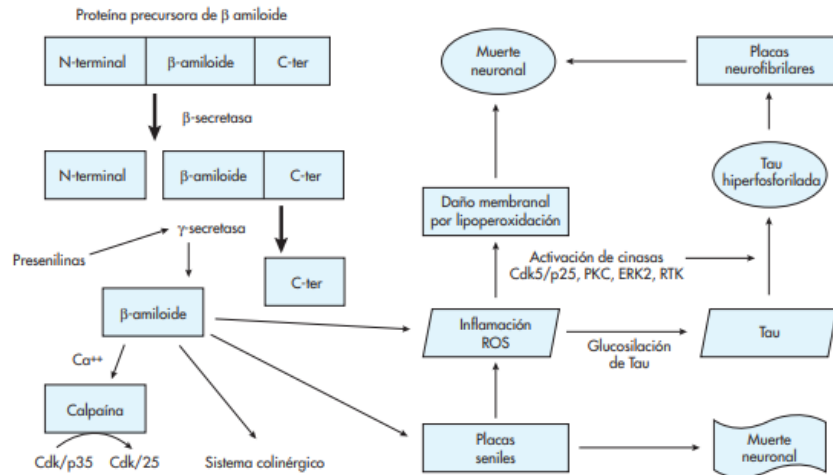 Proteína precursora de β amiloide
N-terminal
β-amiloide
C-ter
β-secretasa
N-terminal
β-amiloide
C-ter
γ-secretasa
Presenilinas
C-ter
β-amiloide
Ca++
Calpaína
Cdk/p35
Cdk/25
Sistema colinérgico
Muerte
neuronal
Placas
neurofibrilares
Tau
hiperfosforilada
Daño membranal
por lipoperoxidación
Activación de cinasas
Cdk5/p25, PKC, ERK2, RTK
Inflamación
ROS
Glucosilación
de Tau
Tau
Placas
seniles
Muerte
neuronal